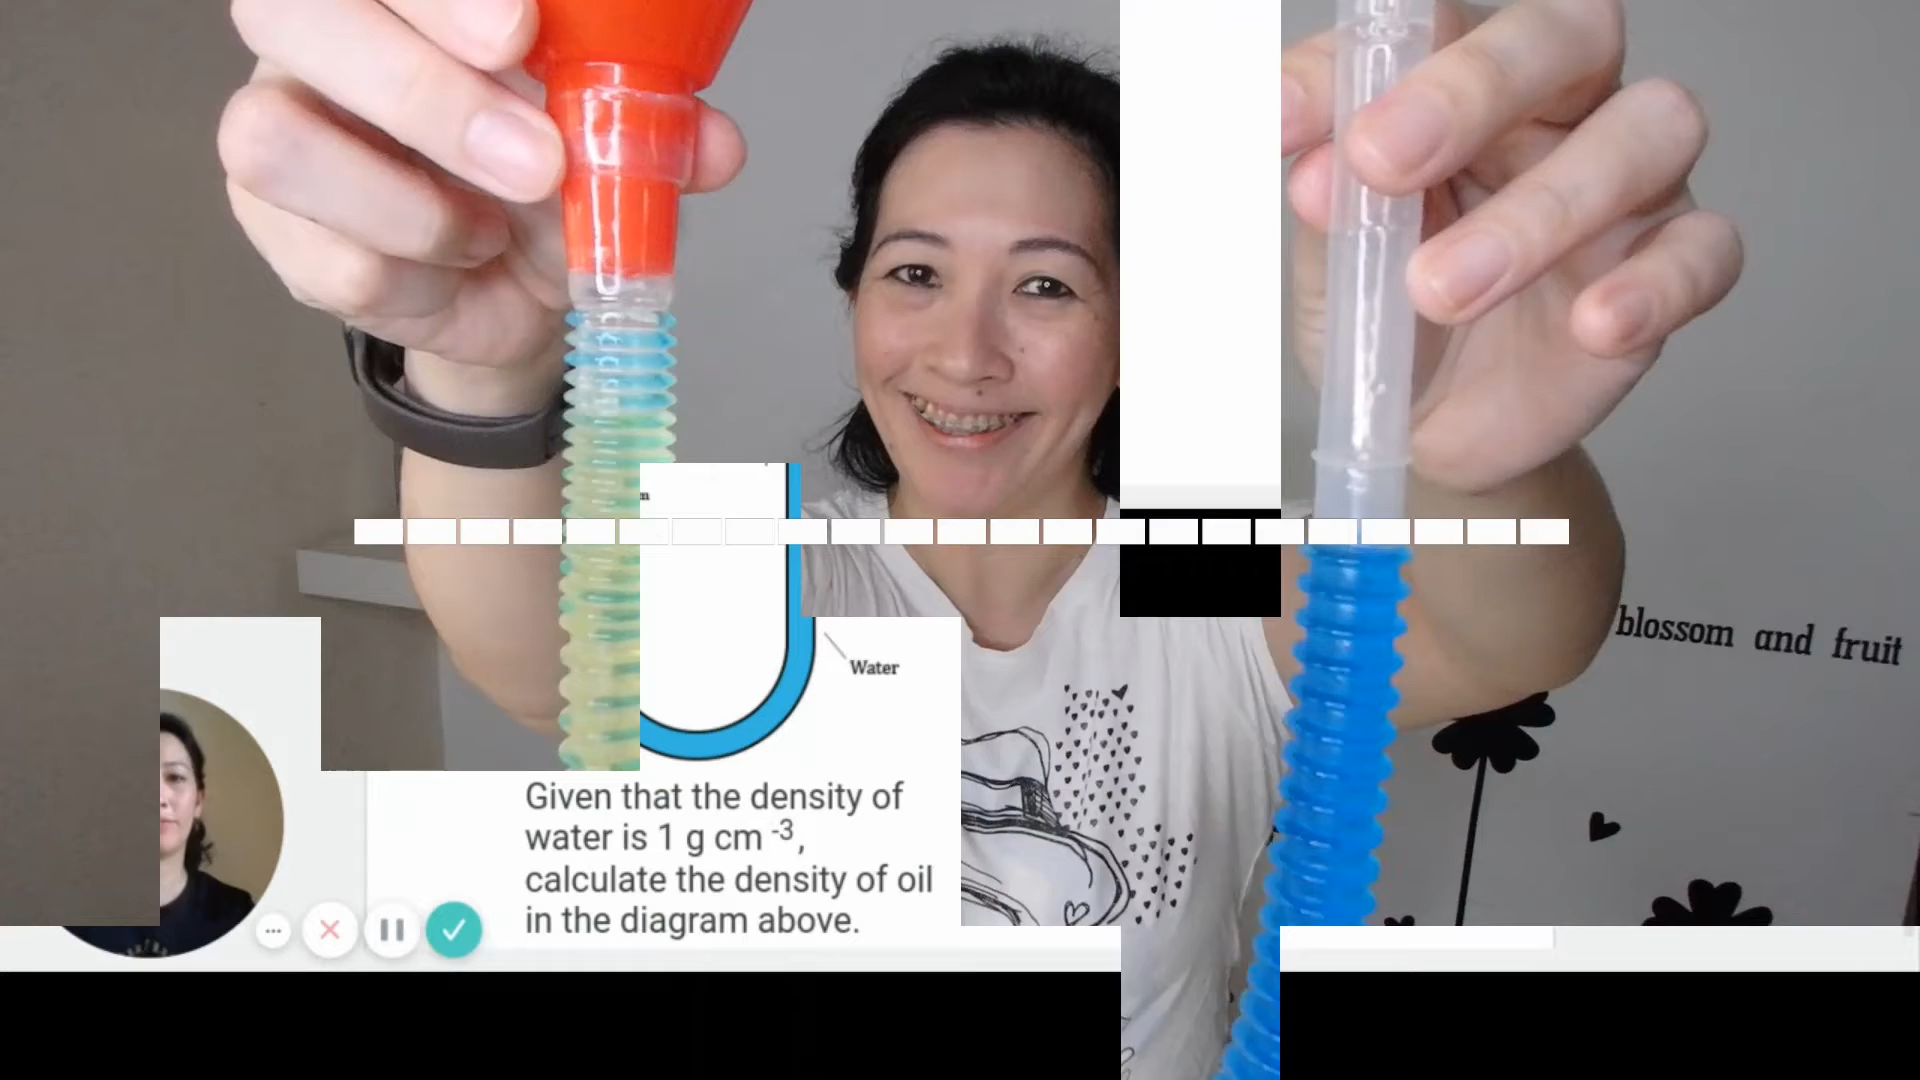 blossom and fruit
Water
Given that the density of
water is 1 g cm -3,
calculate the density of oil
in the diagram above.